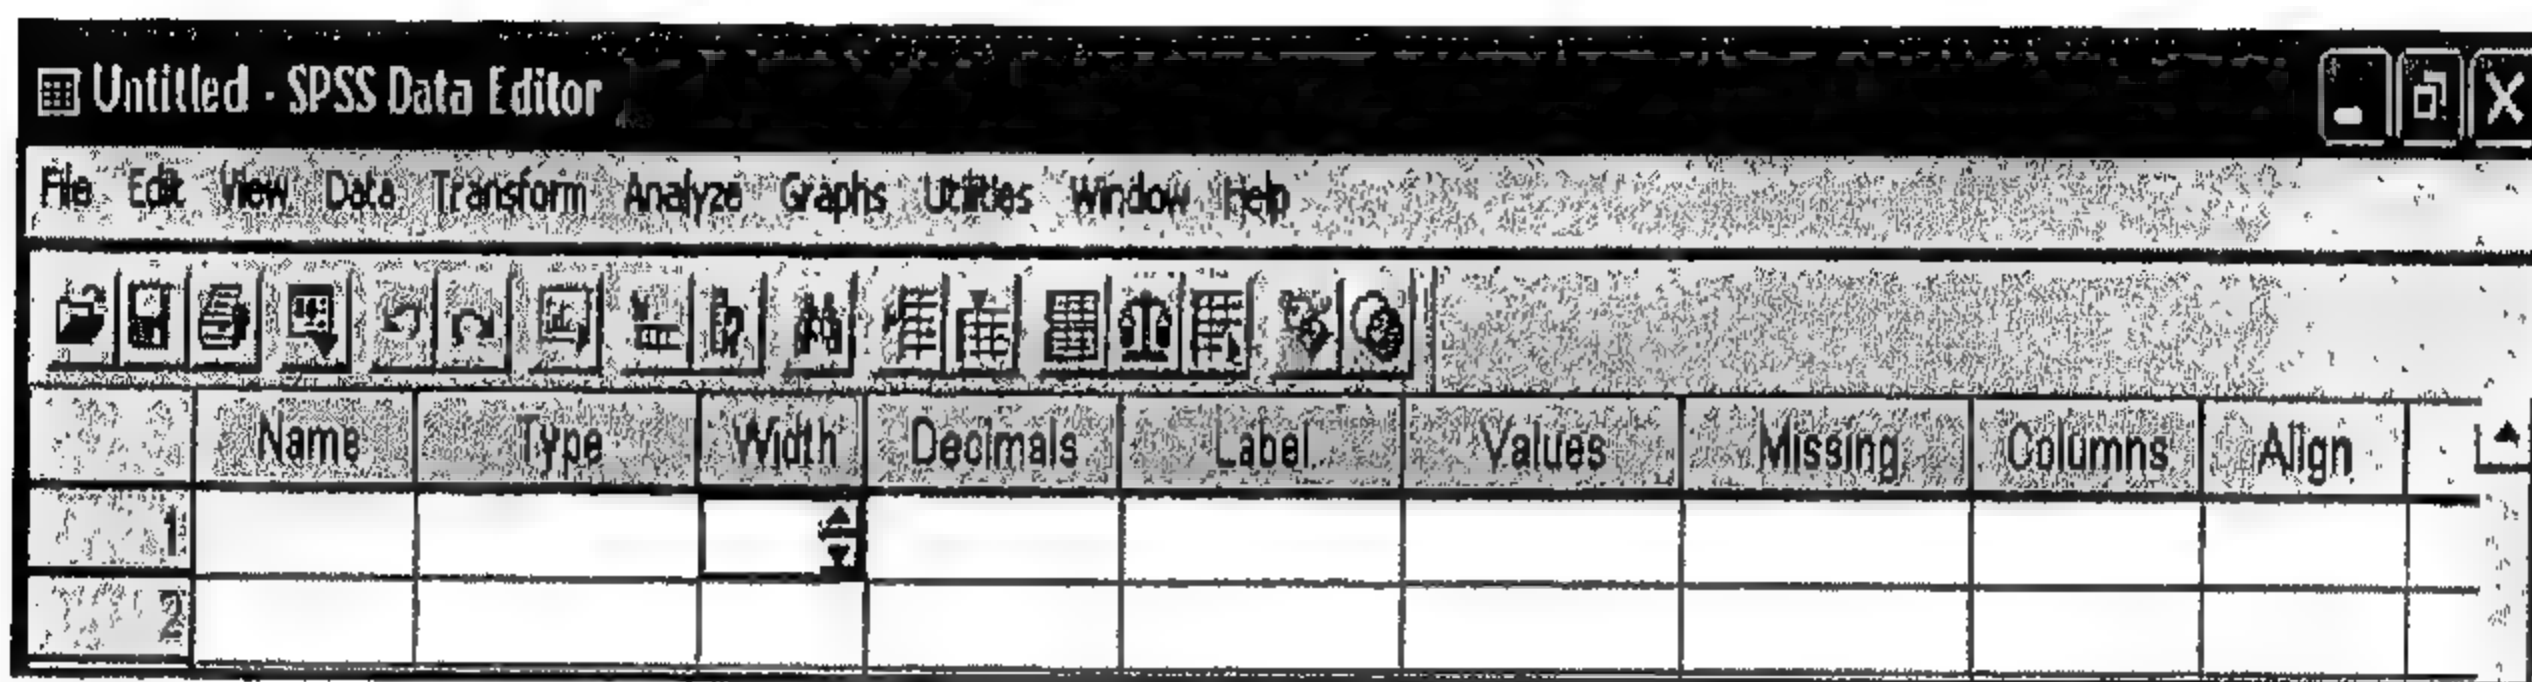 Untitled - SPSS Data Editor
File Edit View Data Transform Analyze Graphs Utilities Window Help
Name Type Width Decimals Label Values Missing Columns Align
1
2